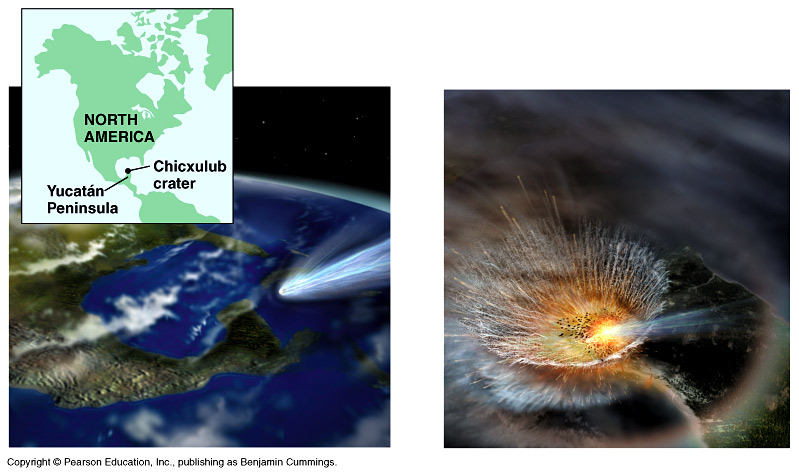 NORTH
AMERICA
Chicxulub
crater
Yucatán
Peninsula
Copyright © Pearson Education, Inc., publishing as Benjamin Cummings.